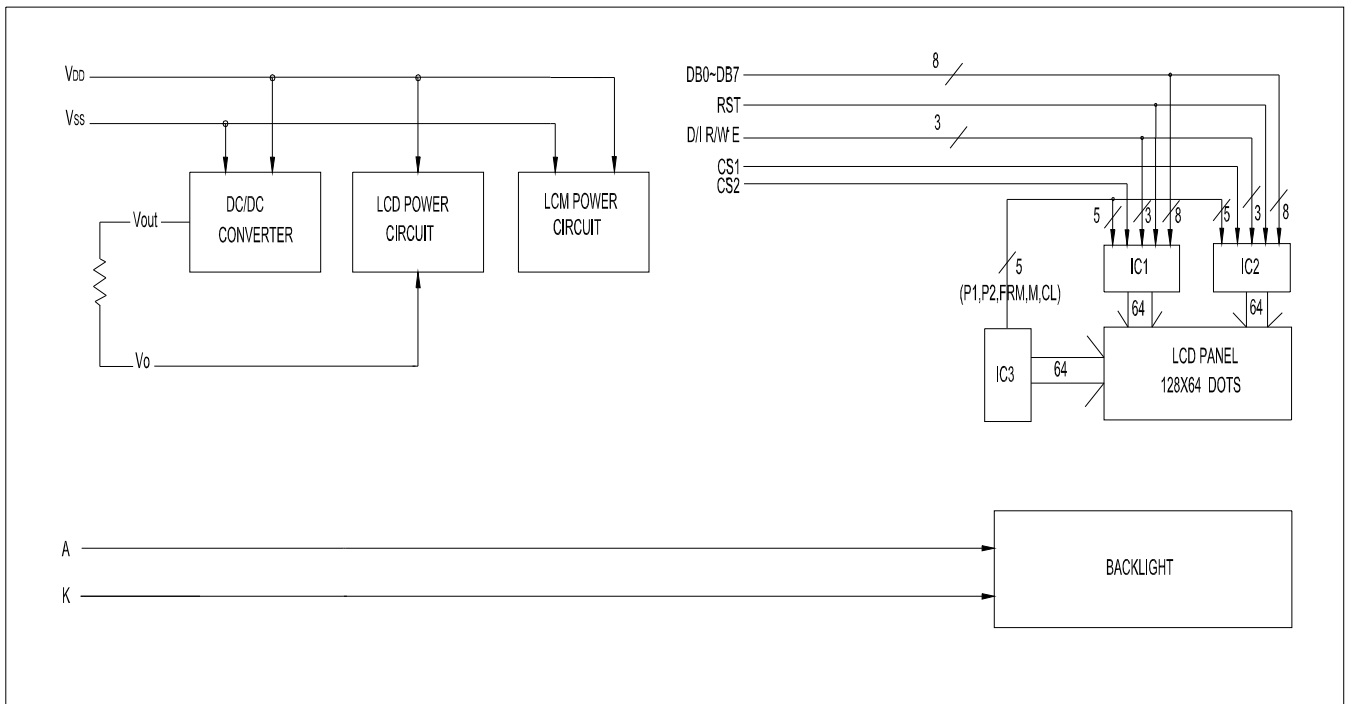 VDD
VSS
DC/DC
CONVERTER
LCD POWER
CIRCUIT
LCM POWER
CIRCUIT
Vout
Vo
DB0~DB7
8
RST
D/I R/W E
3
CS1
CS2
5
3
8
5
3
8
IC1
IC2
5
(P1,P2,FRM,M,CL)
64
64
IC3
64
LCD PANEL
128X64 DOTS
A
K
BACKLIGHT